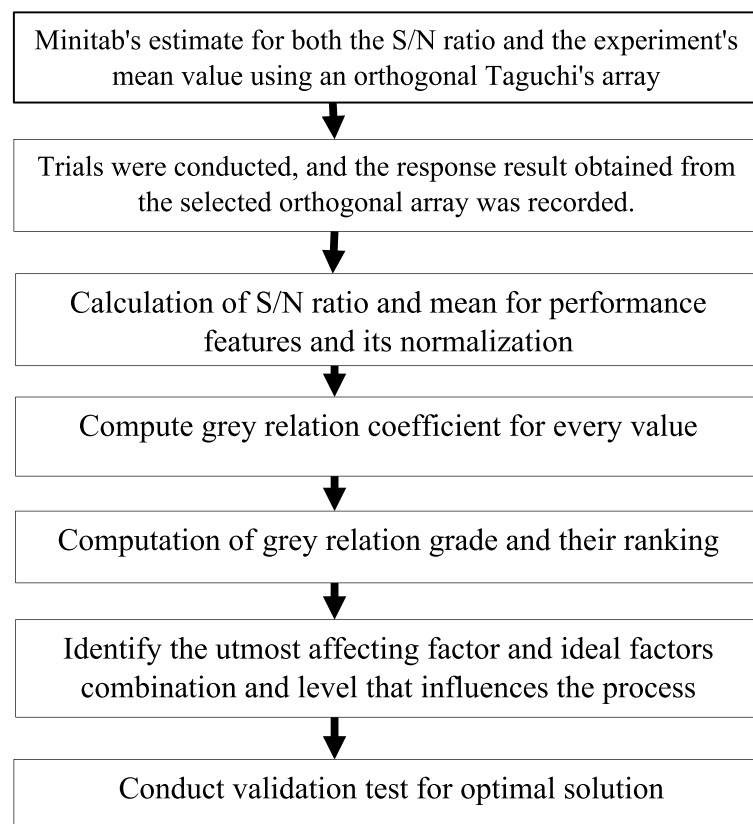 Minitab's estimate for both the S/N ratio and the experiment's
mean value using an orthogonal Taguchi's array
Trials were conducted, and the response result obtained from
the selected orthogonal array was recorded.
Calculation of S/N ratio and mean for performance
features and its normalization
Compute grey relation coefficient for every value
Computation of grey relation grade and their ranking
Identify the utmost affecting factor and ideal factors
combination and level that influences the process
Conduct validation test for optimal solution